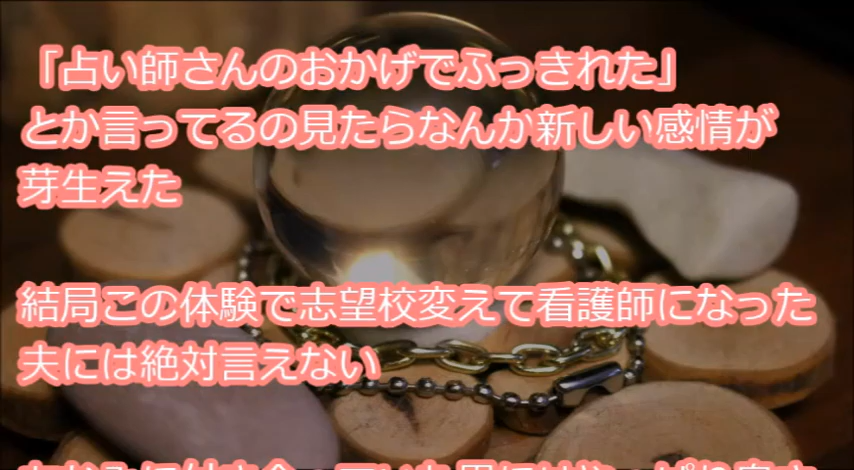 「占い師さんのおかげでふっきれた」
とか言ってるの見たらなんか新しい感情が
芽生えた
結局この体験で志望校変えて看護師になった
夫には絶対言えない